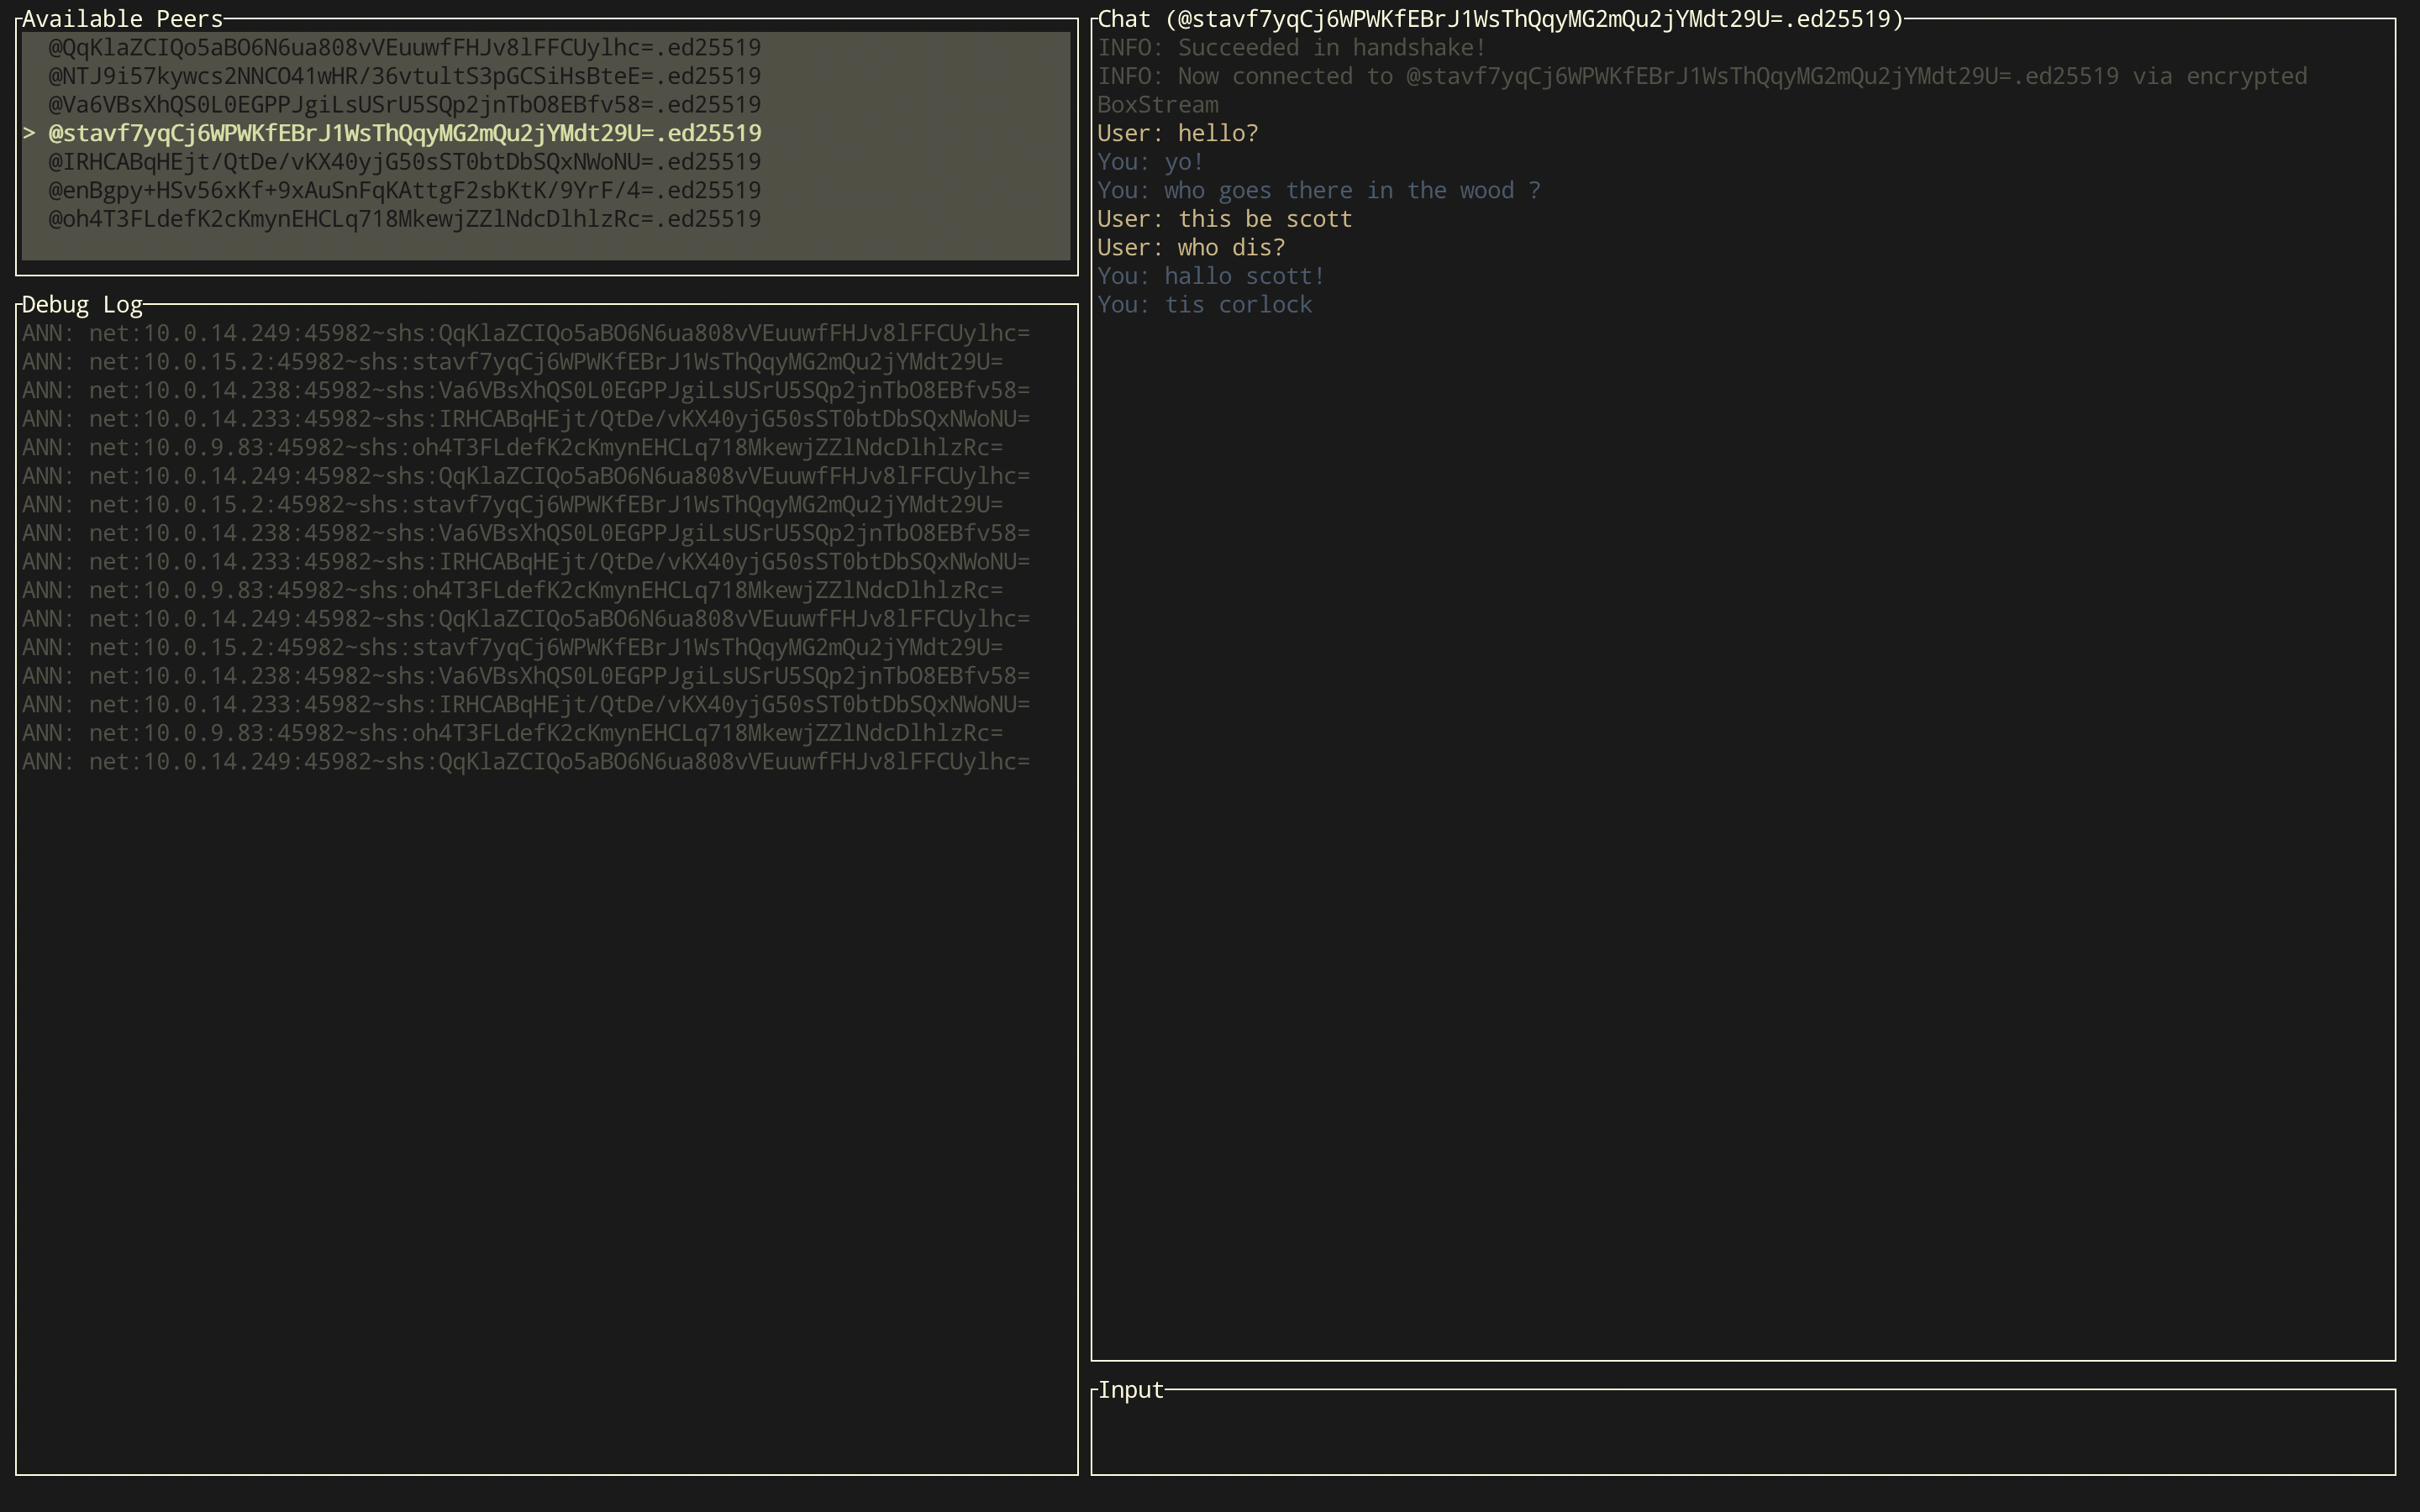 Available Peers
@QqKlaZCIQo5aBO6N6ua808vVEuuwfFHJv8lFFCUylhc=.ed25519
@NTJ9i57kywcs2NNCO41wHR/36vtultS3pGCSiHsBteE=.ed25519
@Va6VBsXhQS0L0EGPPJgiLsUSrU5SQp2jnTbO8EBfv58=.ed25519
> @stavf7yqCj6WPWKfEBrJ1WsThQqyMG2mQu2jYMdt29U=.ed25519
@IRHCABqHEjt/QtDe/vKX40yjG50sST0btDbSQxNWoNU=.ed25519
@enBgpy+HSv56xKf+9xAuSnFqKAttgF2sbKtK/9YrF/4=.ed25519
@oh4T3FLdefK2cKmynEHCLq718MkewjZZlNdcDlhlzRc=.ed25519
Debug Log
ANN: net:10.0.14.249:45982~shs:QqKlaZCIQo5aBO6N6ua808vVEuuwfFHJv8lFFCUylhc=
ANN: net:10.0.15.2:45982~shs:stavf7yqCj6WPWKfEBrJ1WsThQqyMG2mQu2jYMdt29U=
ANN: net:10.0.14.238:45982~shs:Va6VBsXhQS0L0EGPPJgiLsUSrU5SQp2jnTbO8EBfv58=
ANN: net:10.0.14.233:45982~shs:IRHCABqHEjt/QtDe/vKX40yjG50sST0btDbSQxNWoNU=
ANN: net:10.0.9.83:45982~shs:oh4T3FLdefK2cKmynEHCLq718MkewjZZlNdcDlhlzRc=
ANN: net:10.0.14.249:45982~shs:QqKlaZCIQo5aBO6N6ua808vVEuuwfFHJv8lFFCUylhc=
ANN: net:10.0.15.2:45982~shs:stavf7yqCj6WPWKfEBrJ1WsThQqyMG2mQu2jYMdt29U=
ANN: net:10.0.14.238:45982~shs:Va6VBsXhQS0L0EGPPJgiLsUSrU5SQp2jnTbO8EBfv58=
ANN: net:10.0.14.233:45982~shs:IRHCABqHEjt/QtDe/vKX40yjG50sST0btDbSQxNWoNU=
ANN: net:10.0.9.83:45982~shs:oh4T3FLdefK2cKmynEHCLq718MkewjZZlNdcDlhlzRc=
ANN: net:10.0.14.249:45982~shs:QqKlaZCIQo5aBO6N6ua808vVEuuwfFHJv8lFFCUylhc=
ANN: net:10.0.15.2:45982~shs:stavf7yqCj6WPWKfEBrJ1WsThQqyMG2mQu2jYMdt29U=
ANN: net:10.0.14.238:45982~shs:Va6VBsXhQS0L0EGPPJgiLsUSrU5SQp2jnTbO8EBfv58=
ANN: net:10.0.14.233:45982~shs:IRHCABqHEjt/QtDe/vKX40yjG50sST0btDbSQxNWoNU=
ANN: net:10.0.9.83:45982~shs:oh4T3FLdefK2cKmynEHCLq718MkewjZZlNdcDlhlzRc=
ANN: net:10.0.14.249:45982~shs:QqKlaZCIQo5aBO6N6ua808vVEuuwfFHJv8lFFCUylhc=
Chat (@stavf7yqCj6WPWKfEBrJ1WsThQqyMG2mQu2jYMdt29U=.ed25519)
INFO: Succeeded in handshake!
INFO: Now connected to @stavf7yqCj6WPWKfEBrJ1WsThQqyMG2mQu2jYMdt29U=.ed25519 via encrypted
BoxStream
User: hello?
You: yo!
You: who goes there in the wood ?
User: this be scott
User: who dis?
You: hallo scott!
You: tis corlock
Input